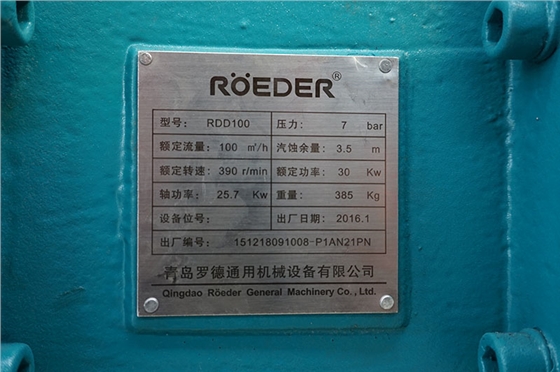 RÖEDER®
型号: RDD100 压力: 7 bar
额定流量: 100 m³/h 汽蚀余量: 3.5 m
额定转速: 390 r/min 额定功率: 30 Kw
轴功率: 25.7 Kw 重量: 385 Kg
设备位号: 出厂日期: 2016.1
出厂编号: 151218091008-P1AN21PN
青岛罗德通用机械设备有限公司
Qingdao Röeder General Machinery Co., Ltd.